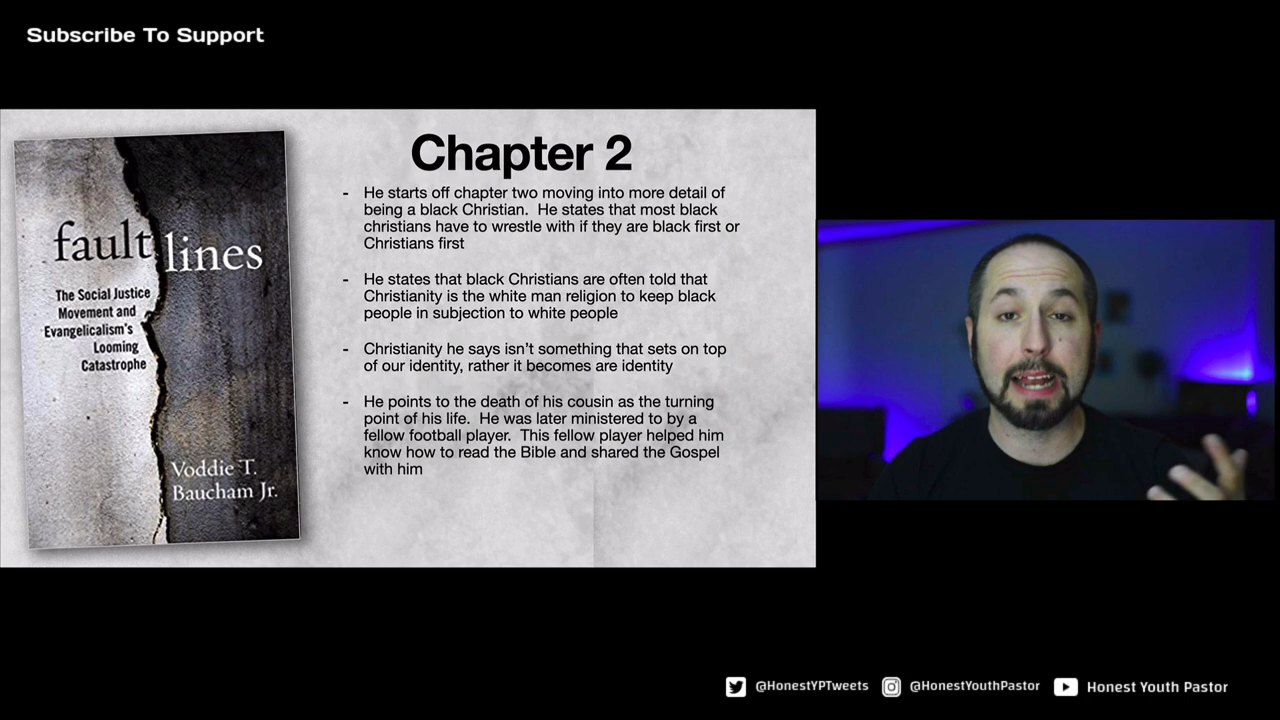 Subscribe To Support
fault lines
The Social Justice
Movement and
Evangelicalism's
Looming
Catastrophe
Voddie T.
Baucham Jr.
Chapter 2
- He starts off chapter two moving into more detail of
being a black Christian. He states that most black
christians have to wrestle with if they are black first or
Christians first
- He states that black Christians are often told that
Christianity is the white man religion to keep black
people in subjection to white people
- Christianity he says isn't something that sets on top
of our identity, rather it becomes are identity
- He points to the death of his cousin as the turning
point of his life. He was later ministered to by a
fellow football player. This fellow player helped him
know how to read the Bible and shared the Gospel
with him
@HonestYPTweets @HonestYouthPastor Honest Youth Pastor